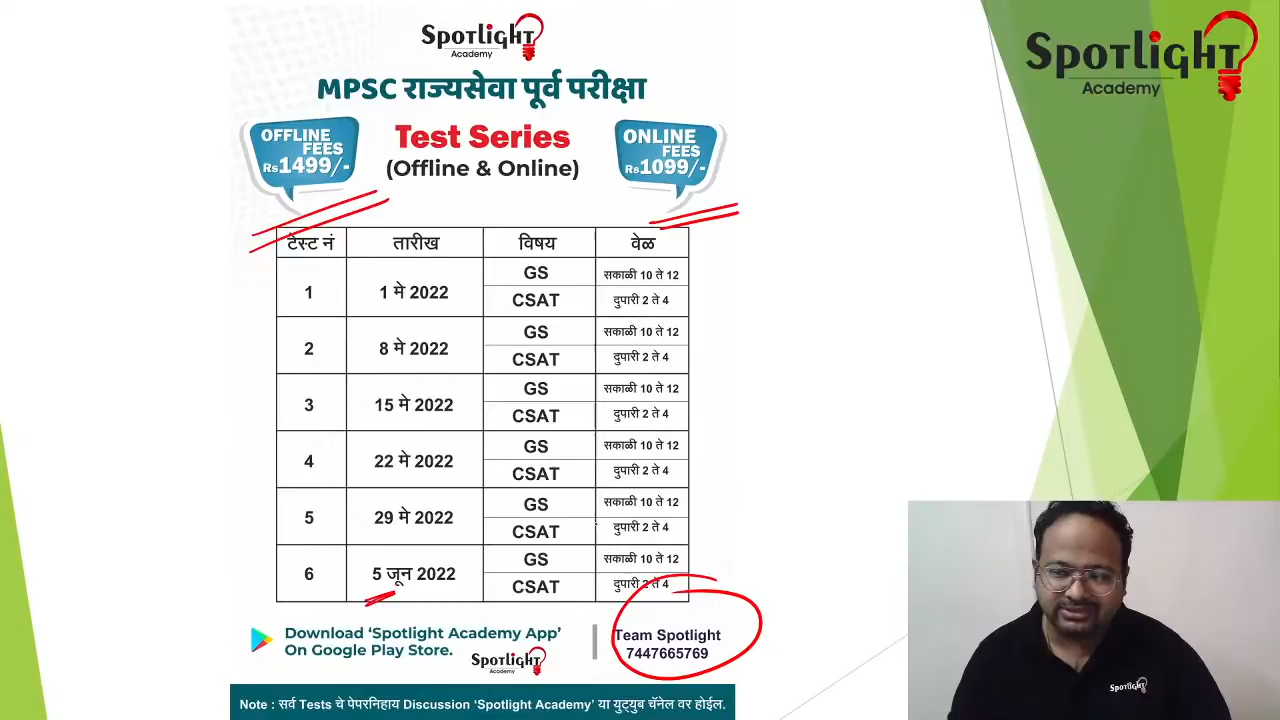 Spotlight
Academy
Spotlight
Academy
MPSC राज्यसेवा पूर्व परीक्षा
OFFLINE
FEES
Rs1499/-
Test Series
(Offline & Online)
ONLINE
FEES
Rs1099/-
टेस्ट नं तारीख विषय वेळ
1 1 मे 2022 GS सकाळी 10 ते 12
CSAT दुपारी 2 ते 4
2 8 मे 2022 GS सकाळी 10 ते 12
CSAT दुपारी 2 ते 4
3 15 मे 2022 GS सकाळी 10 ते 12
CSAT दुपारी 2 ते 4
4 22 मे 2022 GS सकाळी 10 ते 12
CSAT दुपारी 2 ते 4
5 29 मे 2022 GS सकाळी 10 ते 12
CSAT दुपारी 2 ते 4
6 5 जून 2022 GS सकाळी 10 ते 12
CSAT दुपारी 2 ते 4
Download ‘Spotlight Academy App’
On Google Play Store.
Spotlight
Academy
Team Spotlight
7447665769
Note : सर्व Tests चे पेपरनिहाय Discussion ‘Spotlight Academy’ या युट्युब चॅनेल वर होईल.
Spotlight